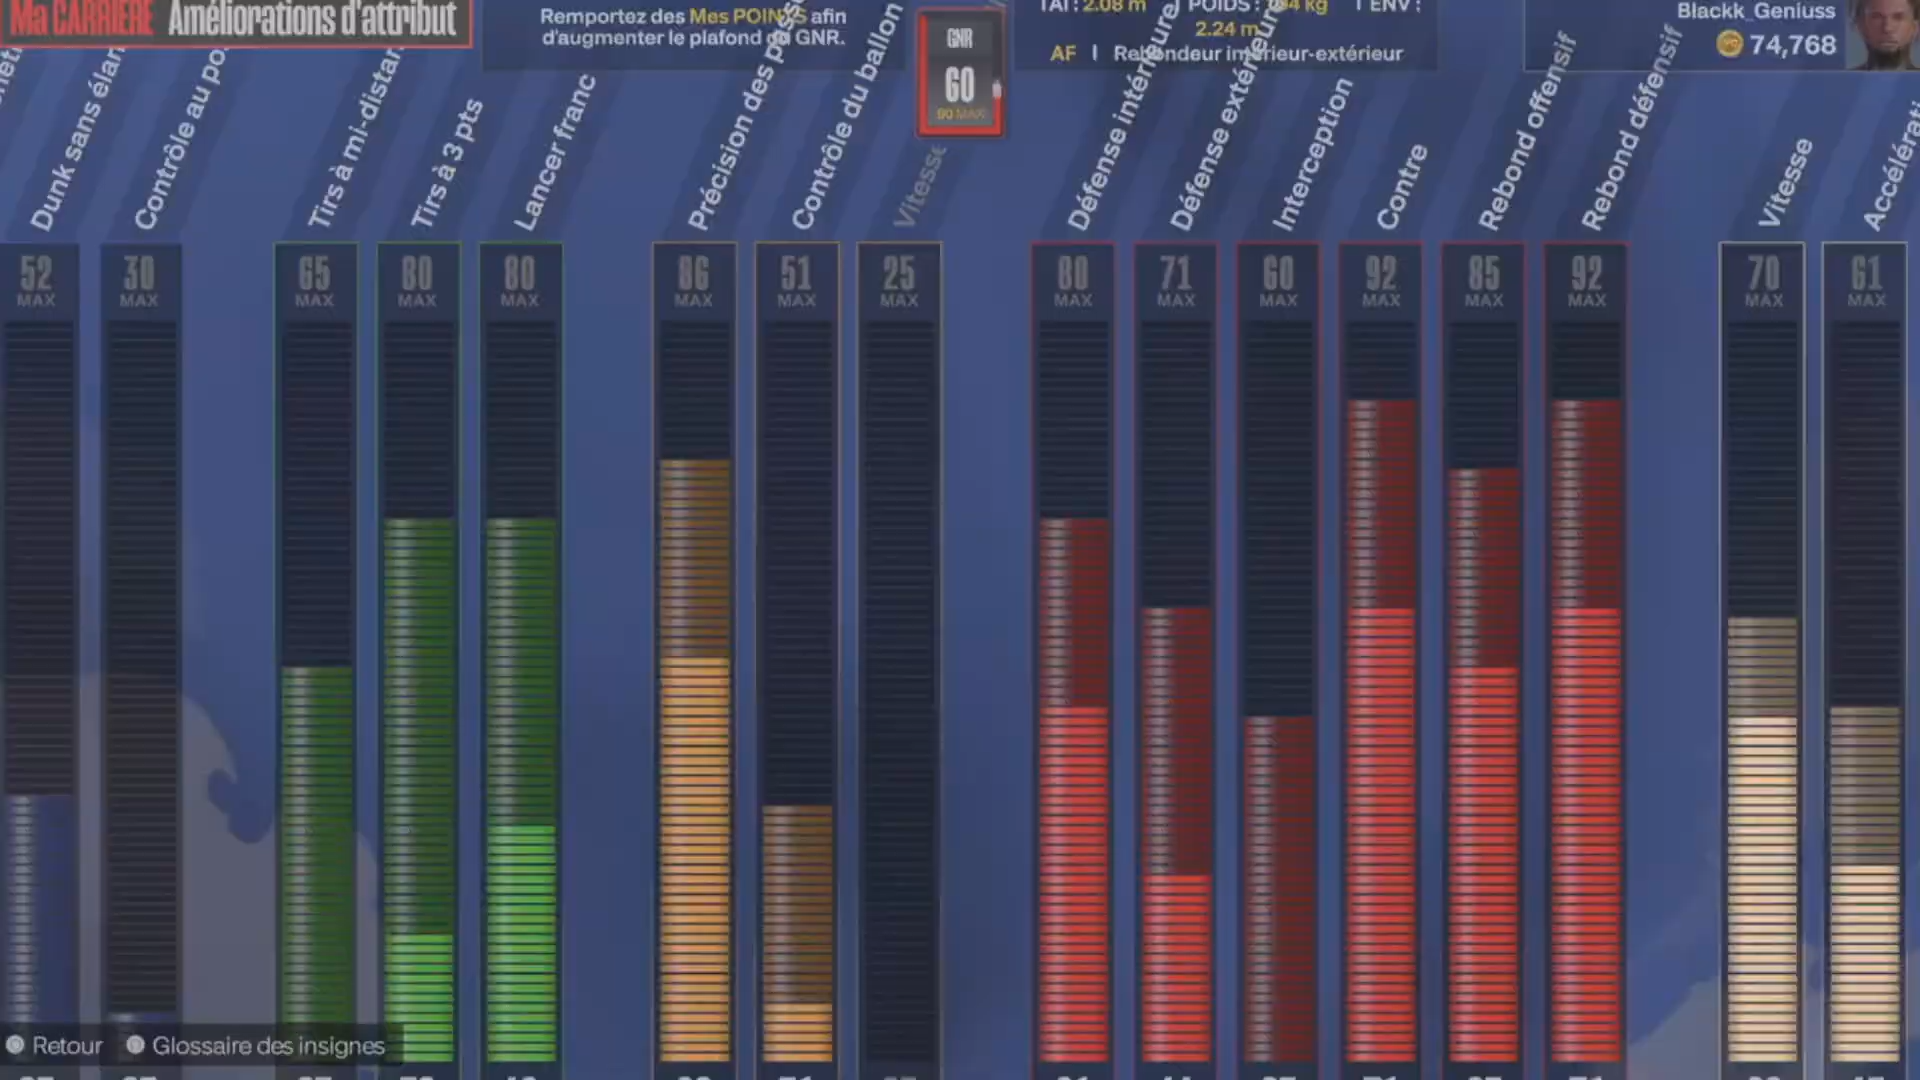 Ma CARRIÈRE Améliorations d'attribut
Remportez des Mes POINTS afin
d'augmenter le plafond du GNR.
GNR
60
90 MAX
TAI : 2.08 m | POIDS : kg | ENV :
2.24 m
AF | Rebondeur intérieur-extérieur
Blackk_Geniuss
74,768
Dunk sans élan
Contrôle au
Tirs à mi-distan
Tirs à 3 pts
Lancer franc
Précision des passe
Contrôle du ballon
Vitesse
Défense intérieure
Défense extérieure
Interception
Contre
Rebond offensif
Rebond défensif
Vitesse
Accélérati
52 MAX
30 MAX
65 MAX
80 MAX
80 MAX
86 MAX
51 MAX
25 MAX
80 MAX
71 MAX
60 MAX
92 MAX
85 MAX
92 MAX
70 MAX
61 MAX
Retour
Glossaire des insignes